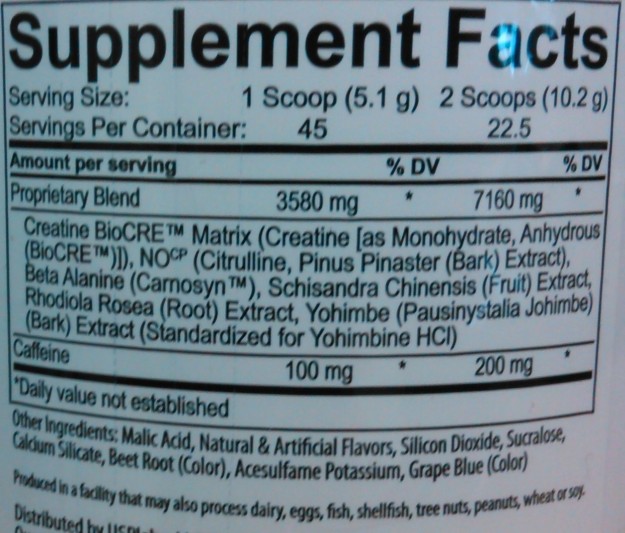 Supplement Facts
Serving Size: 1 Scoop (5.1 g) 2 Scoops (10.2 g)
Servings Per Container: 45 22.5
Amount per serving % DV % DV
Proprietary Blend 3580 mg * 7160 mg *
Creatine BioCRE™ Matrix (Creatine [as Monohydrate, Anhydrous
(BioCRE™)]), NOCP (Citrulline, Pinus Pinaster (Bark) Extract),
Beta Alanine (Carnosyn™), Schisandra Chinensis (Fruit) Extract,
Rhodiola Rosea (Root) Extract, Yohimbe (Pausinystalia Johimbe)
(Bark) Extract (Standardized for Yohimbine HCl)
Caffeine 100 mg * 200 mg *
*Daily value not established
Other Ingredients: Malic Acid, Natural & Artificial Flavors, Silicon Dioxide, Sucralose,
Calcium Silicate, Beet Root (Color), Acesulfame Potassium, Grape Blue (Color)
Produced in a facility that may also process dairy, eggs, fish, shellfish, tree nuts, peanuts, wheat or soy.
Distributed by